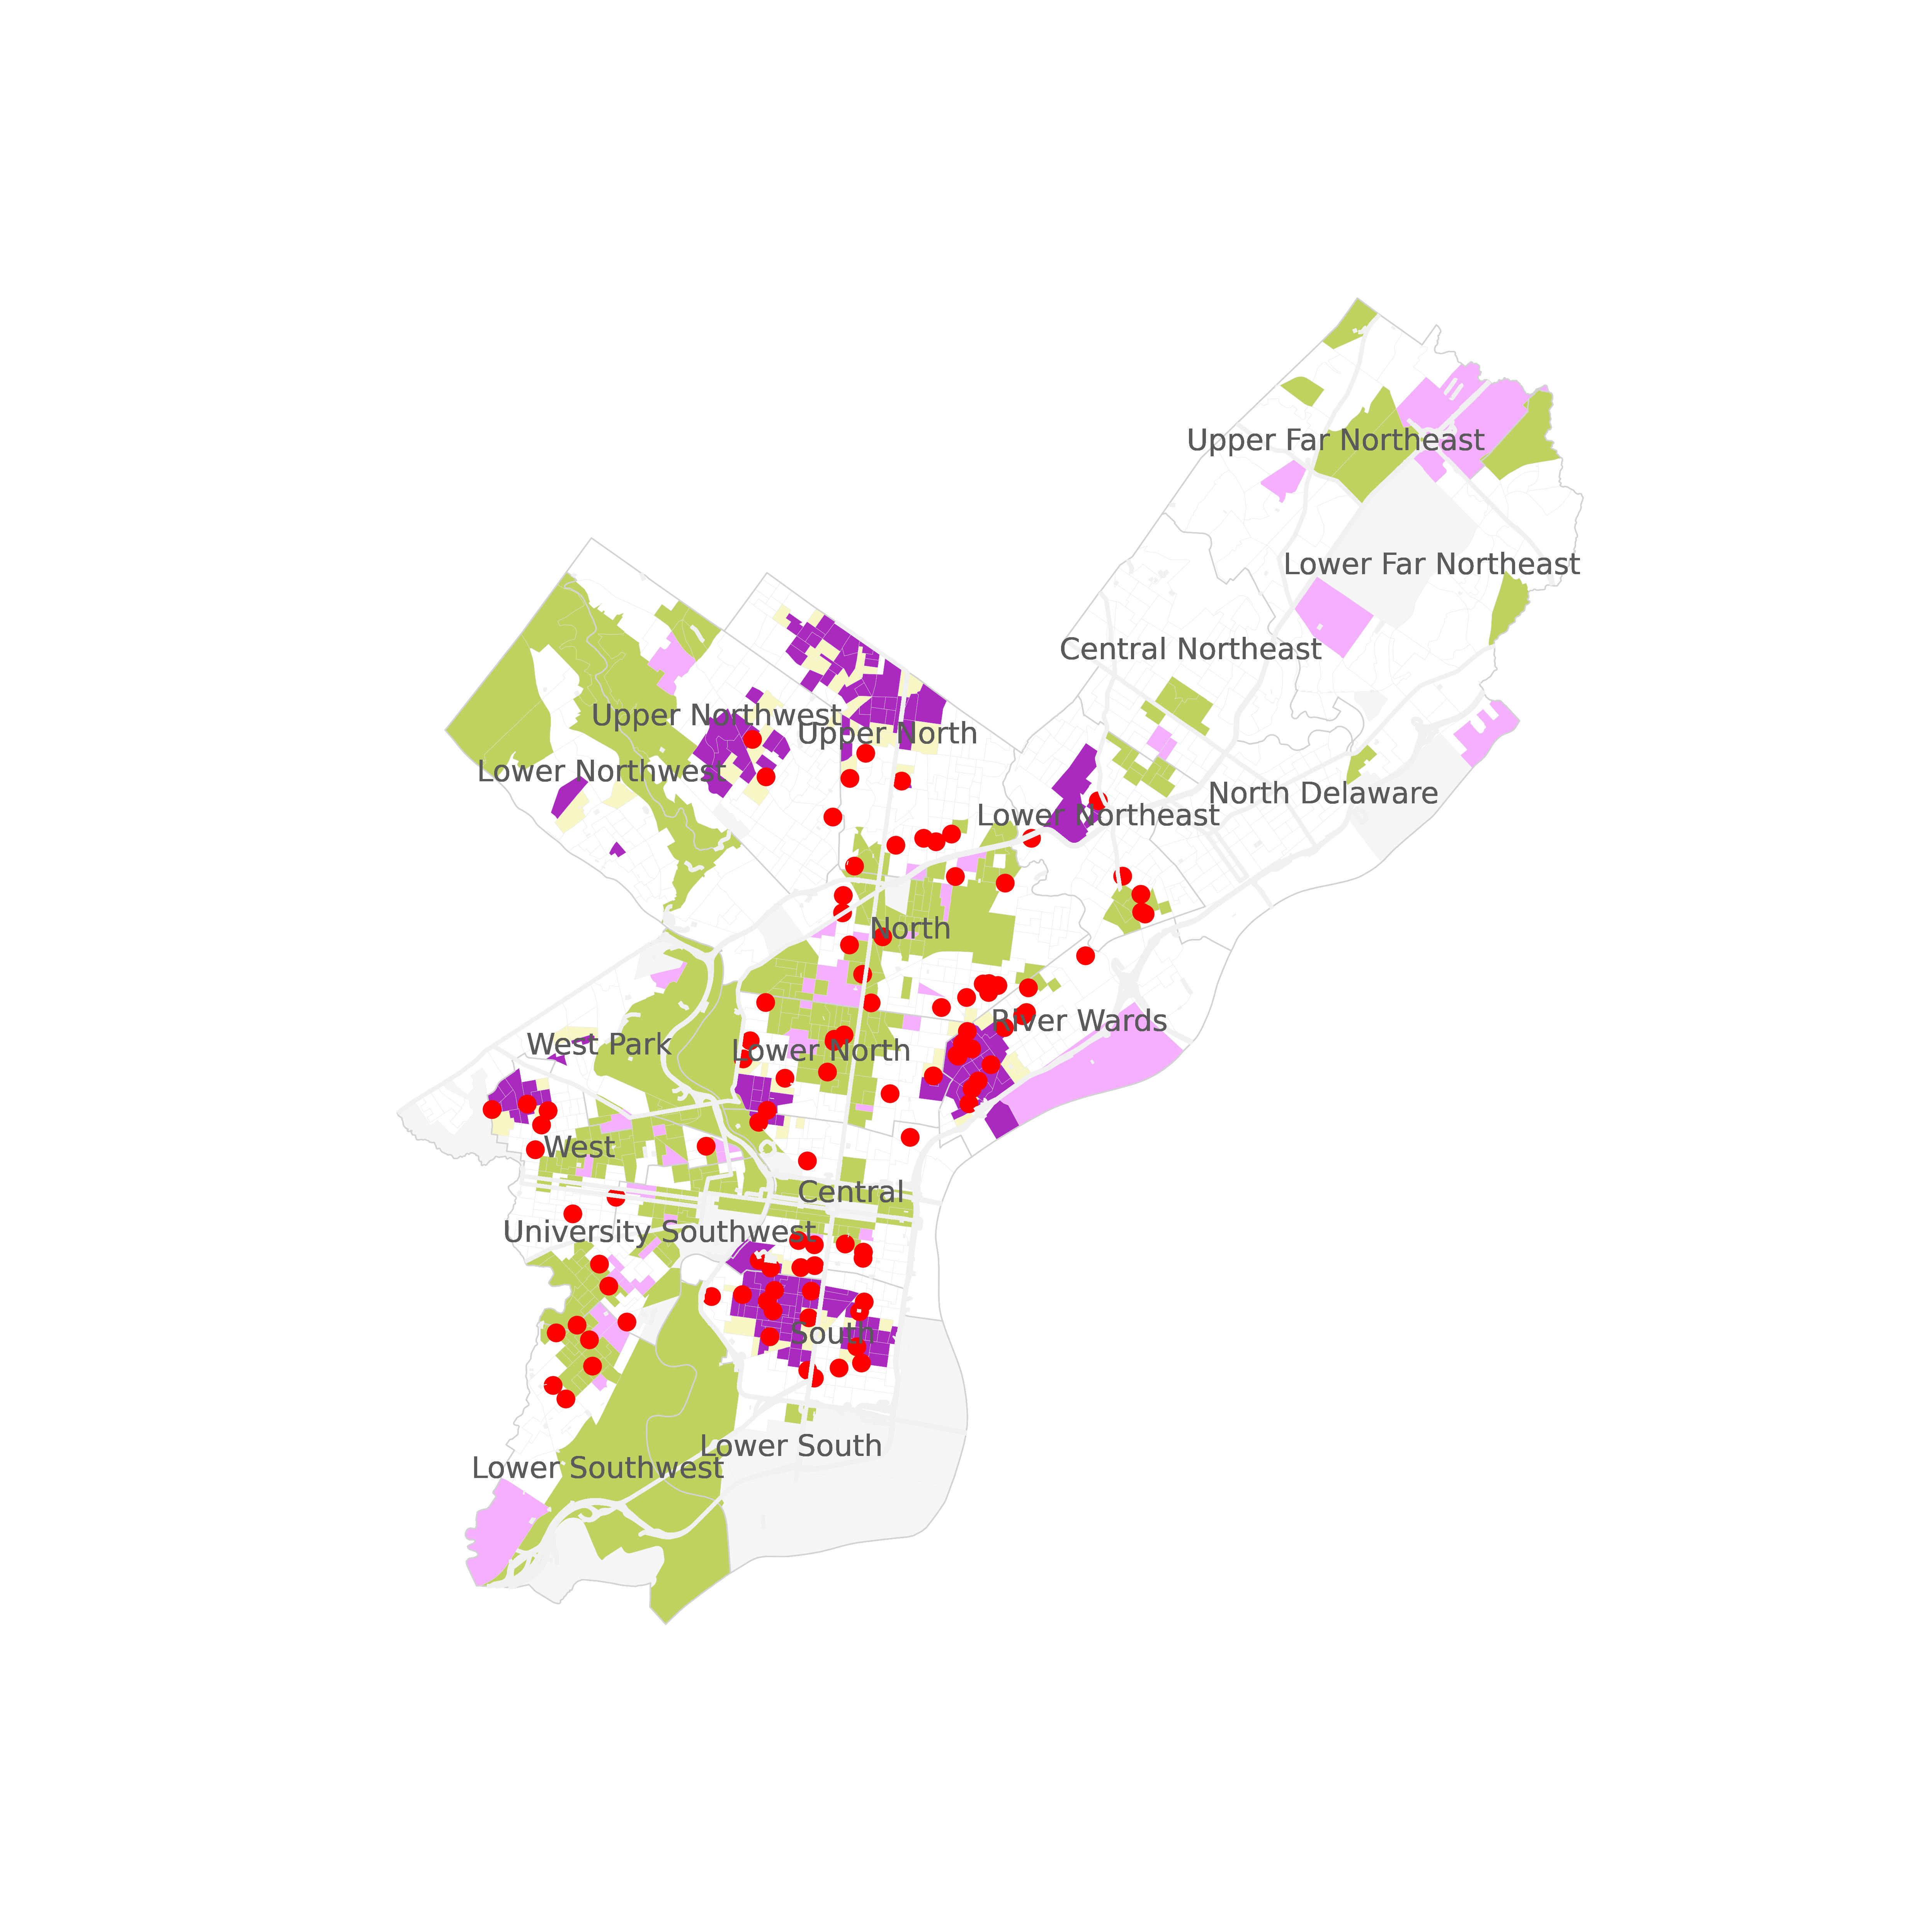 Upper Far Northeast
Lower Far Northeast
Central Northeast
Upper Northwest
Upper North
Lower Northwest
North Delaware
Lower Northeast
North
River Wards
West Park
Lower North
West
Central
University Southwest
South
Lower South
Lower Southwest